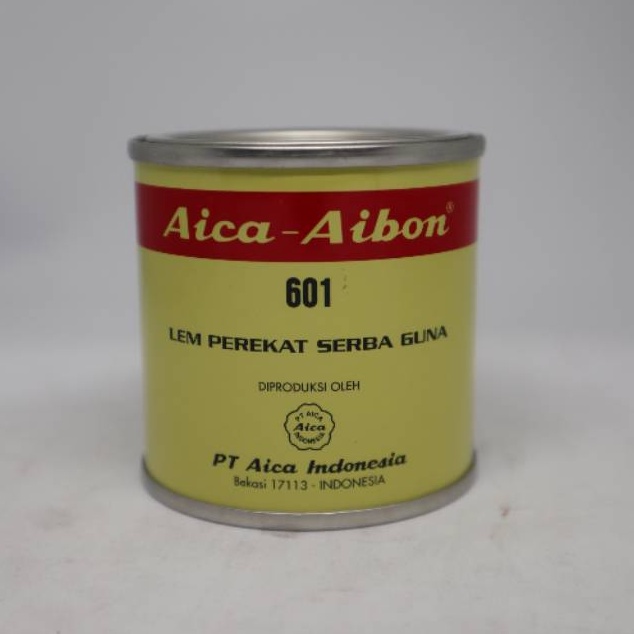 Aica-Aibon®
601
LEM PEREKAT SERBA GUNA
DIPRODUKSI OLEH
PT AICA
Aica
INDONESIA
PT Aica Indonesia
Bekasi 17113 - INDONESIA